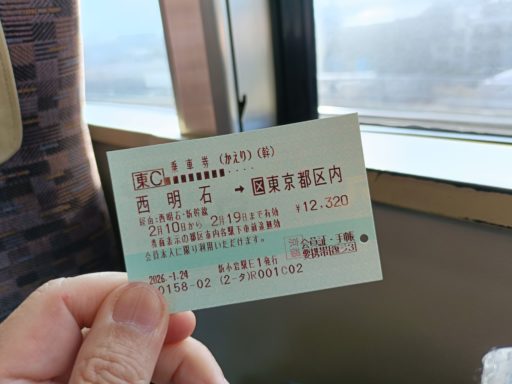 東C 乗車券 (かえり) (幹)
西明石 → 区東京都区内
経由:西明石・新幹線
2月10日から 2月19日まで有効 ¥12,320
券面表示の都区市内各駅下車前途無効
会員本人に限り利用いただけます。
会員証・手帳
要携帯
2026.-1.24 新小岩駅E1発行
0158-02 (2-タ)R001C02